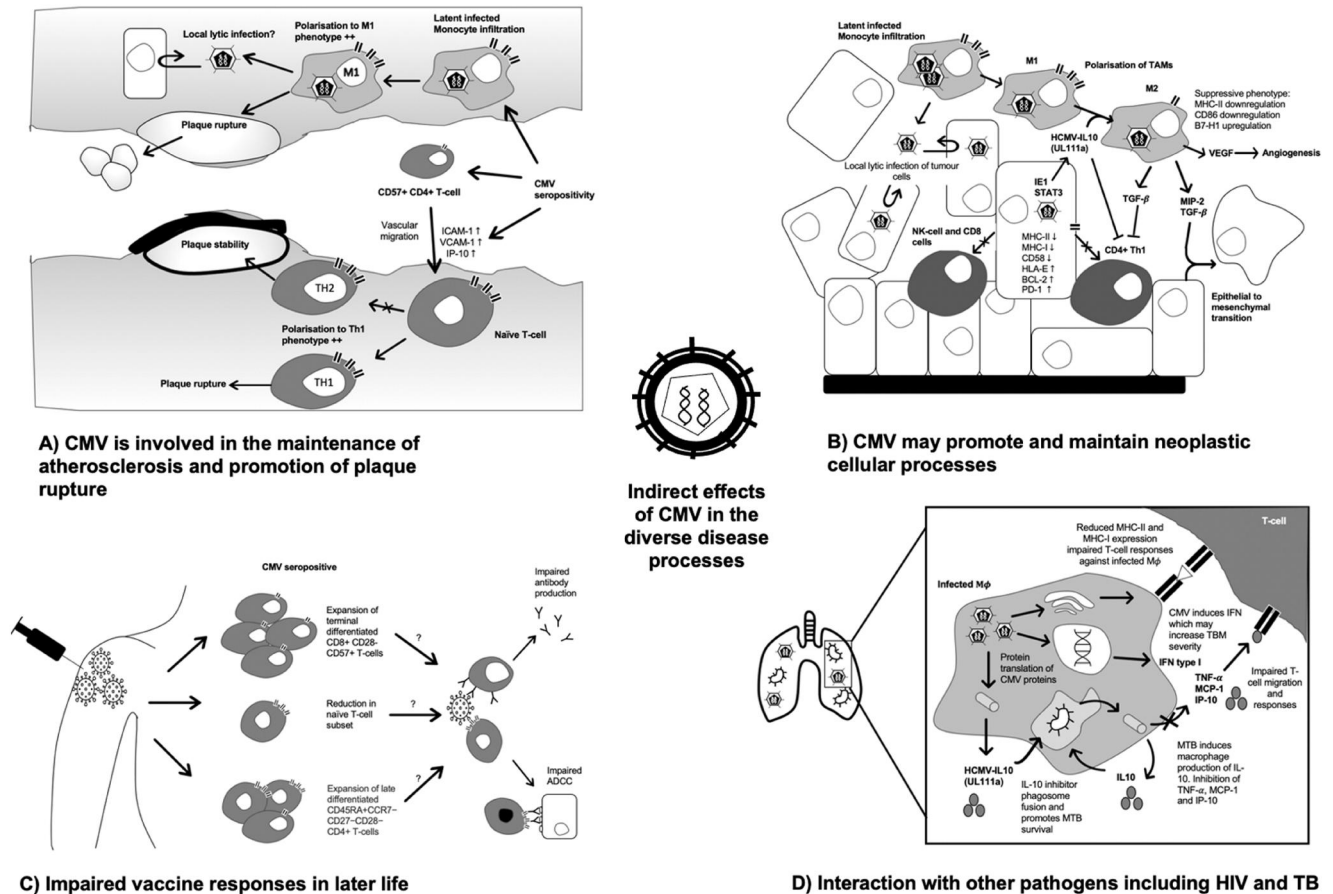 Local lytic infection?
Polarisation to M1
phenotype ++
Latent infected
Monocyte infiltration
M1
Plaque rupture
CD57+ CD4+ T-cell
CMV
seropositivity
Vascular
migration
ICAM-1 ↑
VCAM-1 ↑
IP-10 ↑
Plaque stability
TH2
Polarisation to Th1
phenotype ++
Naïve T-cell
Plaque rupture
TH1
A) CMV is involved in the maintenance of
atherosclerosis and promotion of plaque
rupture
Latent infected
Monocyte infiltration
M1
Polarisation of TAMs
M2
Suppressive phenotype:
MHC-II downregulation
CD86 downregulation
B7-H1 upregulation
HCMV-IL10
(UL111a)
VEGF
Angiogenesis
Local lytic infection of tumour
cells
IE1
STAT3
TGF-β
MIP-2
TGF-β
NK-cell and CD8
cells
MHC-II ↓
MHC-I ↓
CD58 ↓
HLA-E ↑
BCL-2 ↑
PD-1 ↑
CD4+ Th1
Epithelial to
mesenchymal
transition
B) CMV may promote and maintain neoplastic
cellular processes
Indirect effects
of CMV in the
diverse disease
processes
CMV seropositive
Expansion of
terminal
differentiated
CD8+ CD28-
CD57+ T-cells
?
Impaired
antibody
production
Reduction in
naïve T-cell
subset
?
Expansion of late
differentiated
CD45RA+CCR7−
CD27−CD28−
CD4+ T-cells
?
Impaired
ADCC
C) Impaired vaccine responses in later life
T-cell
Reduced MHC-II and
MHC-I expression
impaired T-cell responses
against infected Mϕ
Infected Mϕ
CMV induces IFN
which may
increase TBM
severity
IFN type I
Protein
translation of
CMV proteins
TNF-α
MCP-1
IP-10
Impaired T-
cell migration
and
responses
HCMV-IL10
(UL111a)
IL-10 inhibitor
phagosome
fusion and
promotes MTB
survival
IL10
MTB induces
macrophage
production of IL-
10. Inhibition of
TNF-α, MCP-1
and IP-10
D) Interaction with other pathogens including HIV and TB